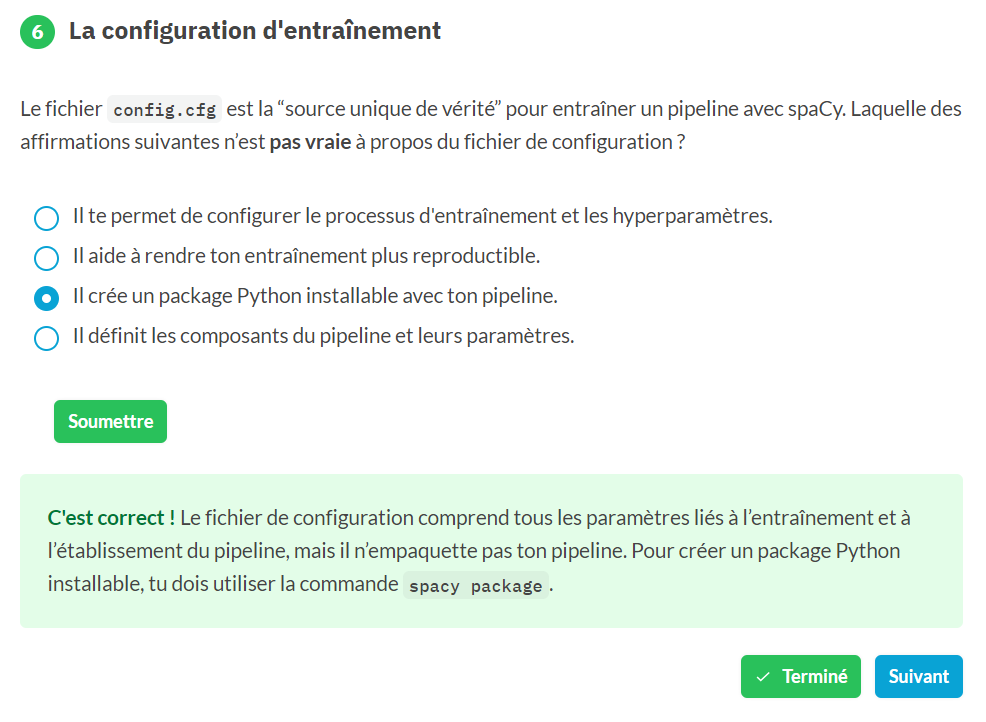 6 La configuration d'entraînement
Le fichier config.cfg est la “source unique de vérité” pour entraîner un pipeline avec spaCy. Laquelle des
affirmations suivantes n’est pas vraie à propos du fichier de configuration ?
Il te permet de configurer le processus d'entraînement et les hyperparamètres.
Il aide à rendre ton entraînement plus reproductible.
Il crée un package Python installable avec ton pipeline.
Il définit les composants du pipeline et leurs paramètres.
Soumettre
C'est correct ! Le fichier de configuration comprend tous les paramètres liés à l’entraînement et à
l’établissement du pipeline, mais il n’empaquette pas ton pipeline. Pour créer un package Python
installable, tu dois utiliser la commande spacy package.
Terminé Suivant